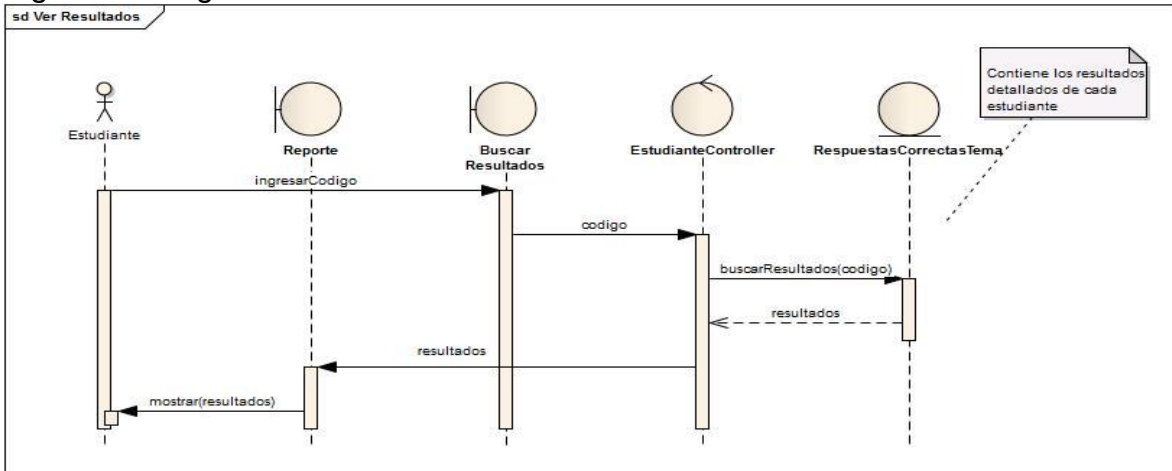 sd Ver Resultados
Contiene los resultados
detallados de cada
estudiante
Estudiante
Reporte
Buscar
Resultados
EstudianteController
RespuestasCorrectasTema
ingresarCodigo
codigo
buscarResultados(codigo)
resultados
resultados
mostrar(resultados)